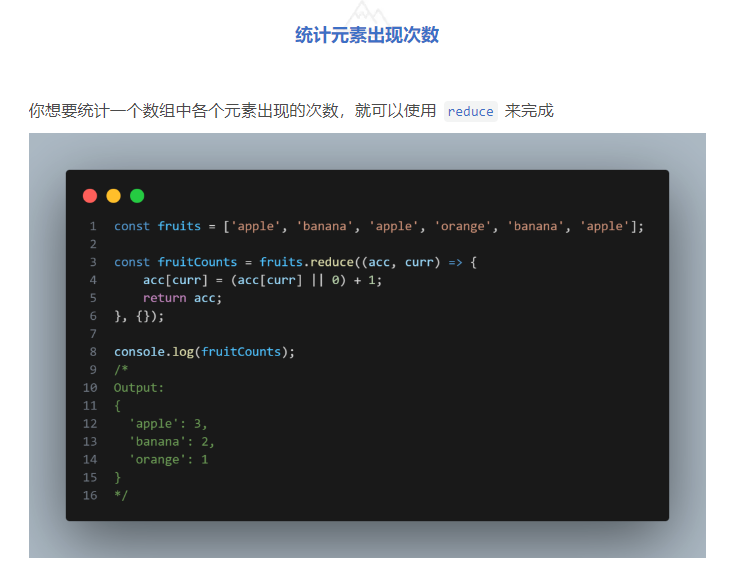 统计元素出现次数
你想要统计一个数组中各个元素出现的次数，就可以使用 reduce 来完成
1 const fruits = ['apple', 'banana', 'apple', 'orange', 'banana', 'apple'];
2
3 const fruitCounts = fruits.reduce((acc, curr) => {
4     acc[curr] = (acc[curr] || 0) + 1;
5     return acc;
6 }, {});
7
8 console.log(fruitCounts);
9 /*
10 Output:
11 {
12   'apple': 3,
13   'banana': 2,
14   'orange': 1
15 }
16 */